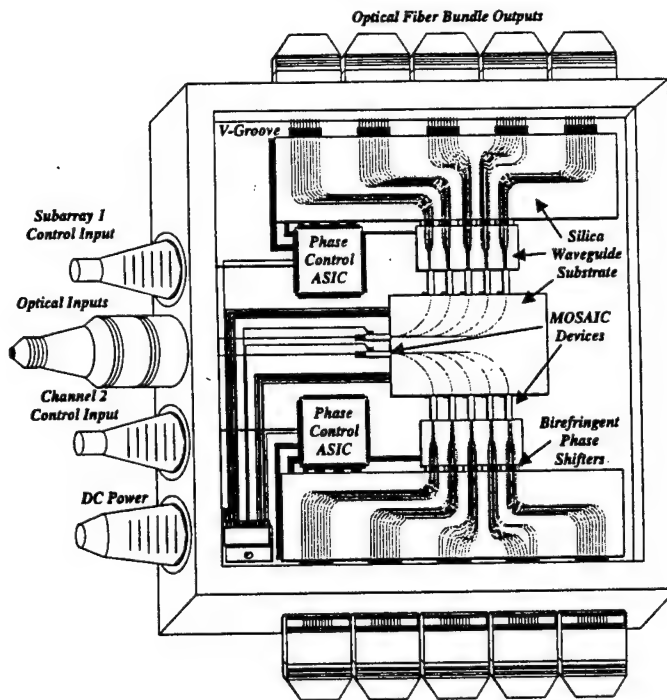 Optical Fiber Bundle Outputs
V-Groove
Subarray 1
Control Input
Phase
Control
ASIC
Silica
Waveguide
Substrate
Optical Inputs
MOSAIC
Devices
Channel 2
Control Input
Phase
Control
ASIC
Birefringent
Phase
Shifters
DC Power